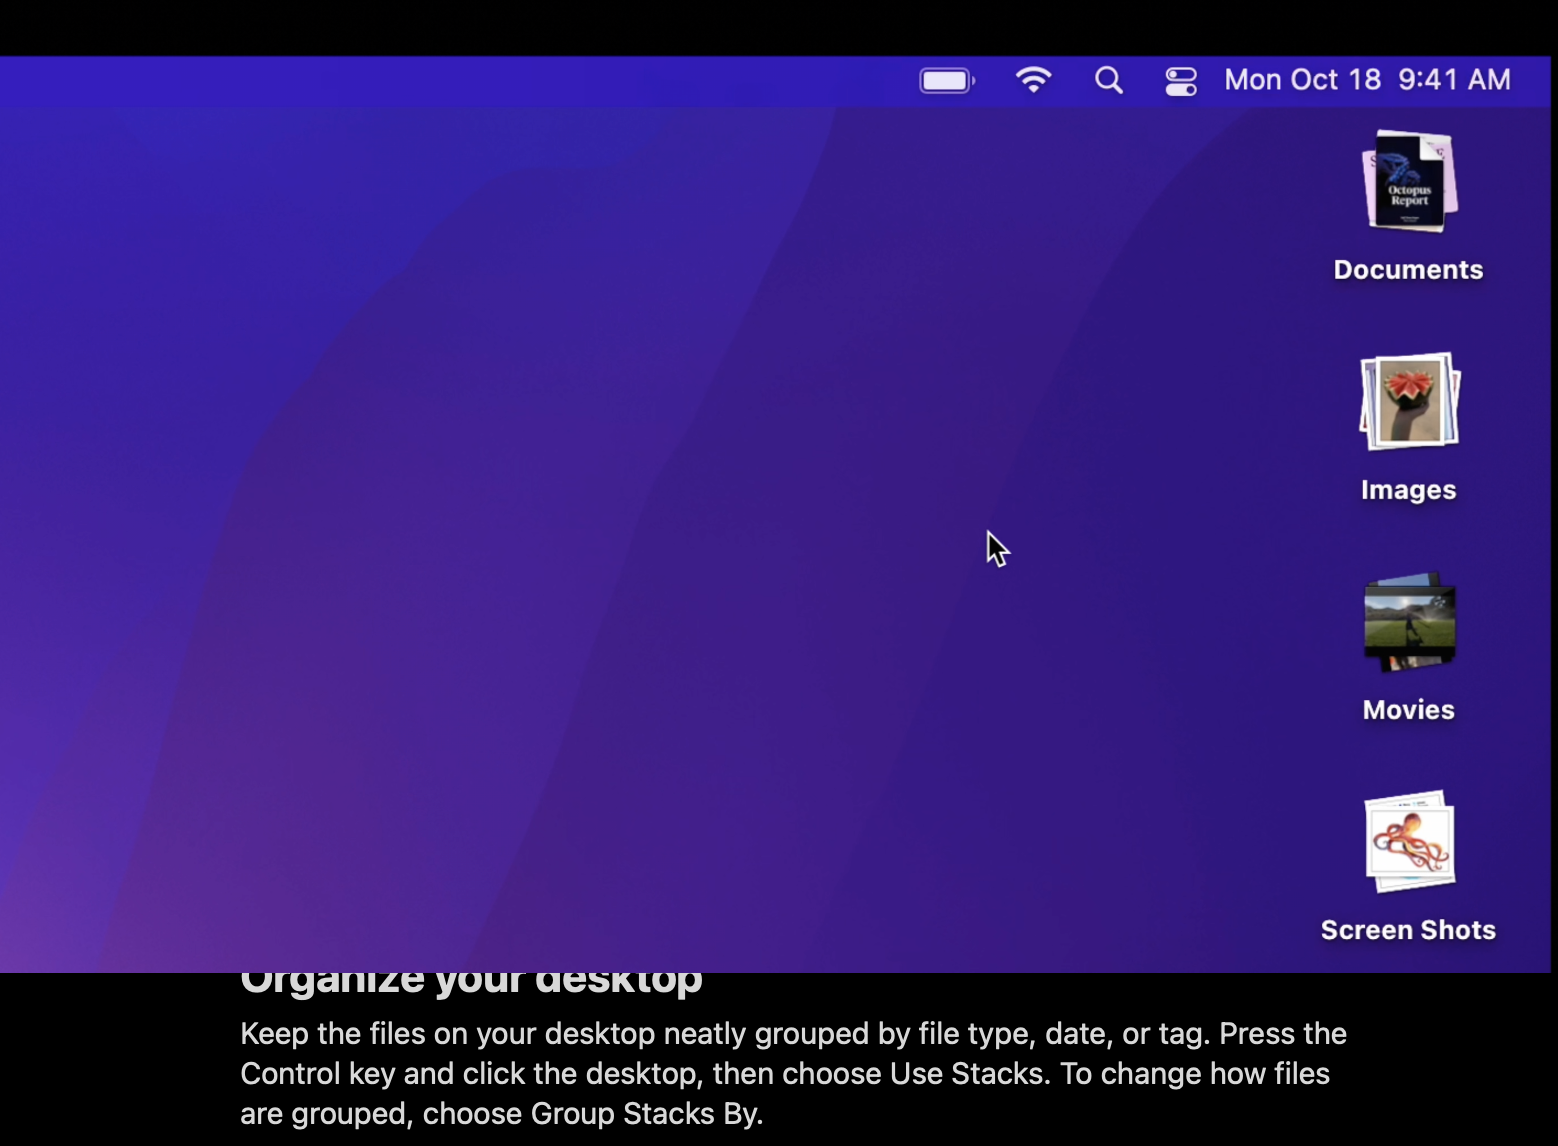 Mon Oct 18 9:41 AM
Octopus
Report
Documents
Images
Movies
Screen Shots
Organize your desktop
Keep the files on your desktop neatly grouped by file type, date, or tag. Press the
Control key and click the desktop, then choose Use Stacks. To change how files
are grouped, choose Group Stacks By.